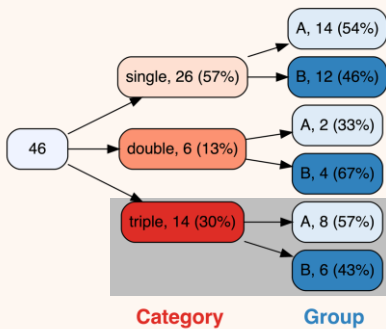 A, 14 (54%)
single, 26 (57%)
B, 12 (46%)
A, 2 (33%)
46
double, 6 (13%)
B, 4 (67%)
triple, 14 (30%)
A, 8 (57%)
B, 6 (43%)
Category
Group